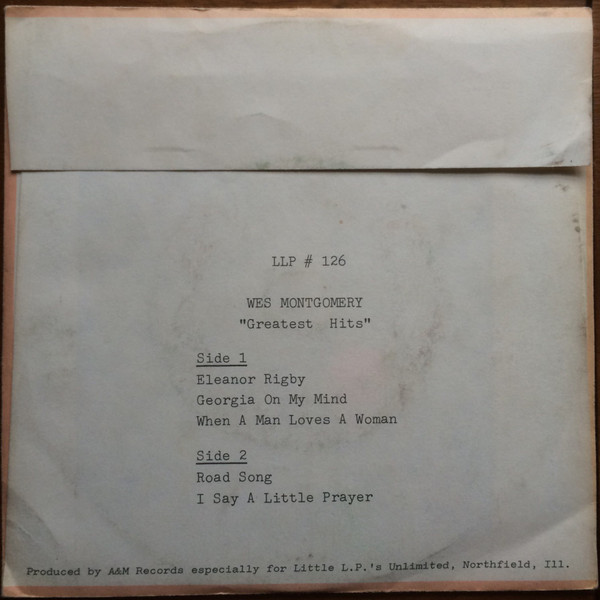 LLP # 126
WES MONTGOMERY
"Greatest Hits"
Side 1
Eleanor Rigby
Georgia On My Mind
When A Man Loves A Woman
Side 2
Road Song
I Say A Little Prayer
Produced by A&M Records especially for Little L.P.'s Unlimited, Northfield, Ill.